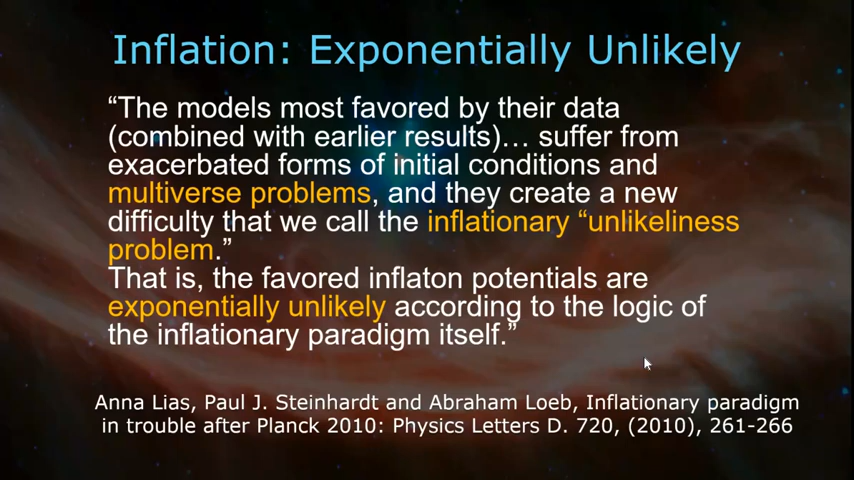 Inflation: Exponentially Unlikely
“The models most favored by their data
(combined with earlier results)… suffer from
exacerbated forms of initial conditions and
multiverse problems, and they create a new
difficulty that we call the inflationary “unlikeliness
problem.”
That is, the favored inflaton potentials are
exponentially unlikely according to the logic of
the inflationary paradigm itself.”
Anna Lias, Paul J. Steinhardt and Abraham Loeb, Inflationary paradigm
in trouble after Planck 2010: Physics Letters D. 720, (2010), 261-266